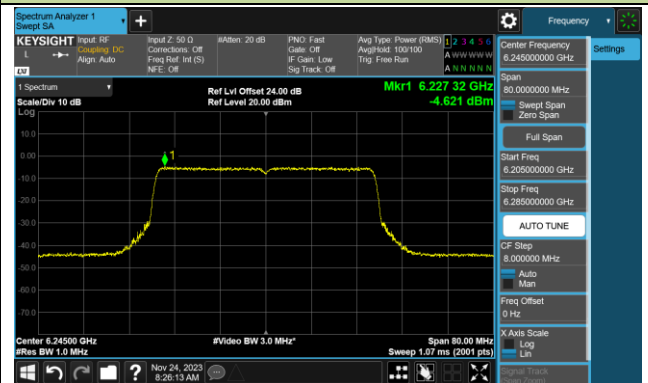 Spectrum Analyzer 1
Swept SA
Frequency
KEYSIGHT
Input: RF
Coupling: DC
Align: Auto
Input Z: 50 Ω
Corrections: Off
Freq Ref: Int (S)
NFE: Off
#Atten: 20 dB
PNO: Fast
Gate: Off
IF Gain: Low
Sig Track: Off
Avg Type: Power (RMS)
Avg|Hold: 100/100
Trig: Free Run
1 2 3 4 5 6
A W W W W W
A N N N N N
L
LXI
1 Spectrum
Scale/Div 10 dB
Log
Ref Lvl Offset 24.00 dB
Ref Level 20.00 dBm
Mkr1 6.227 32 GHz
-4.621 dBm
1
10.0
0.00
-10.0
-20.0
-30.0
-40.0
-50.0
-60.0
-70.0
Center 6.24500 GHz
#Res BW 1.0 MHz
#Video BW 3.0 MHz*
Span 80.00 MHz
Sweep 1.07 ms (2001 pts)
Nov 24, 2023
8:26:13 AM
Center Frequency
6.245000000 GHz
Settings
Span
80.0000000 MHz
Swept Span
Zero Span
Full Span
Start Freq
6.205000000 GHz
Stop Freq
6.285000000 GHz
AUTO TUNE
CF Step
8.000000 MHz
Auto
Man
Freq Offset
0 Hz
X Axis Scale
Log
Lin
Signal Track
(Span Zoom)